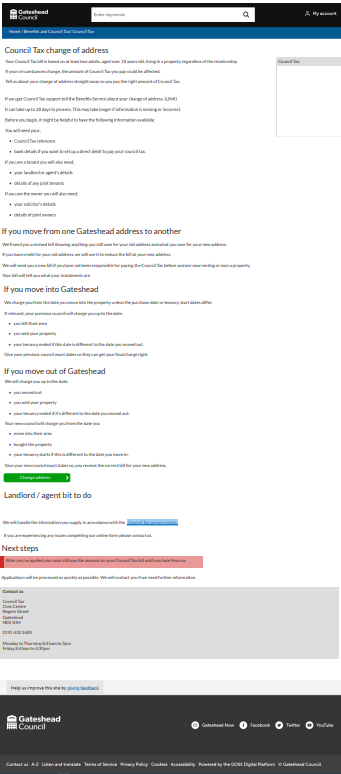 Gateshead
Council
Enter keywords
My account
Home / Benefits and Council Tax/ Council Tax
Council Tax change of address
Council Tax
Your Council Tax bill is based on at least two adults, aged over 18 years old, living in a property regardless of the relationship.
If your circumstances change, the amount of Council Tax you pay could be affected.
Tell us about your change of address straight away so you pay the right amount of Council Tax.
If you get Council Tax support tell the Benefits Service about your change of address. (LINK)
It can take up to 28 days to process. This may take longer if information is missing or incorrect.
Before you begin, it might be helpful to have the following information available.
You will need your:
Council Tax reference
bank details if you want to set up a direct debit to pay your council tax.
If you are a tenant you will also need:
your landlord or agent's details
details of any joint tenants
If you are the owner you will also need:
your solicitor's details
details of joint owners
If you move from one Gateshead address to another
We'll send you a revised bill showing anything you still owe for your old address and what you owe for your new address.
If you have credit for your old address, we will use it to reduce the bill at your new address.
We will send you a new bill if you have not been responsible for paying the Council Tax before and are now renting or own a property.
Your bill will tell you what your instalments are.
If you move into Gateshead
We charge you from the date you move into the property unless the purchase date or tenancy start dates differ.
If relevant, your previous council will charge you up to the date:
you left their area
you sold your property
your tenancy ended if this date is different to the date you moved out.
Give your previous council exact dates so they can get your final charge right.
If you move out of Gateshead
We will charge you up to the date:
you moved out
you sold your property
your tenancy ended if it's different to the date you moved out.
Your new council will charge you from the date you
move into their area
bought the property
your tenancy starts if this is different to the date you move in.
Give your new council exact dates so you receive the correct bill for your new address.
Change address
Landlord / agent bit to do
We will handle the information you supply in accordance with the Council Tax privacy notice
If you are experiencing any issues completing our online form please contact us.
Next steps
After you've applied you must still pay the amount on your Council Tax bill until you hear from us.
Applications will be processed as quickly as possible. We will contact you if we need further information.
Contact us
Council Tax
Civic Centre
Regent Street
Gateshead
NE8 1HH
0191 433 3600
Monday to Thursday 8.45am to 5pm
Friday 8.45am to 4.30pm
Help us improve this site by giving feedback
Gateshead
Council
Gateshead Now Facebook Twitter YouTube
Contact us A-Z Listen and translate Terms of Service Privacy Policy Cookies Accessibility Powered by the GOSS Digital Platform © Gateshead Council